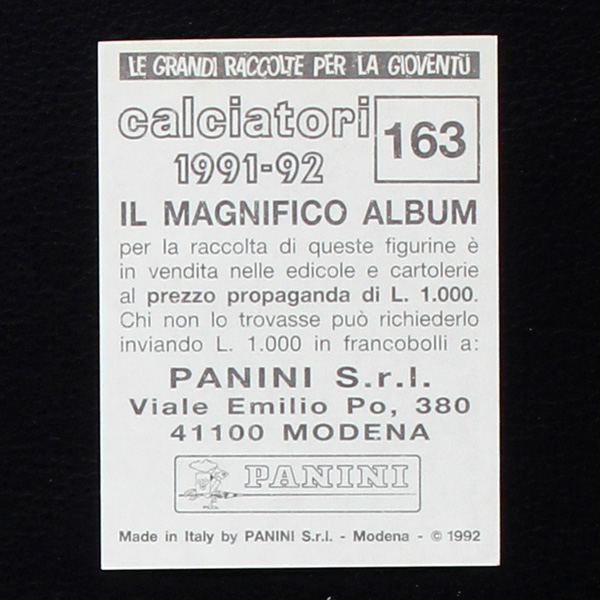 LE GRANDI RACCOLTE PER LA GIOVENTÙ
calciatori 163
1991-92
IL MAGNIFICO ALBUM
per la raccolta di queste figurine è
in vendita nelle edicole e cartolerie
al prezzo propaganda di L. 1.000.
Chi non lo trovasse può richiederlo
inviando L. 1.000 in francobolli a:
PANINI S.r.l.
Viale Emilio Po, 380
41100 MODENA
PANINI
Made in Italy by PANINI S.r.l. - Modena - © 1992